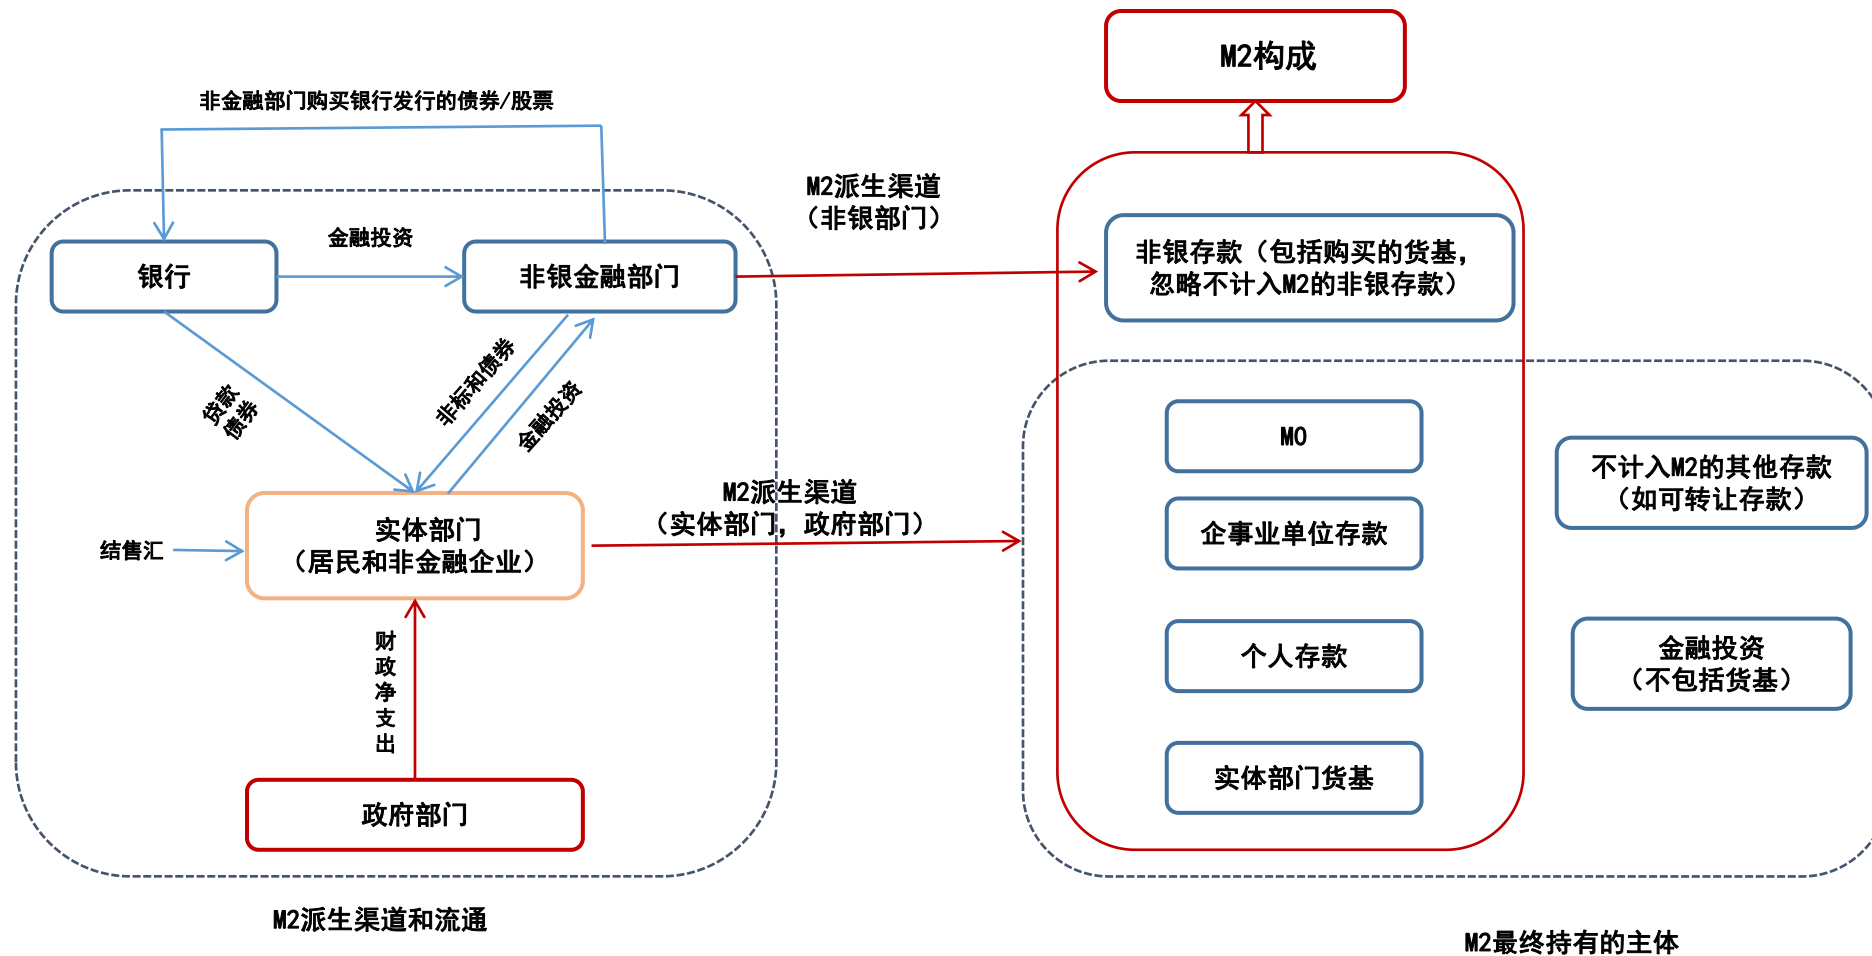 M2构成
非金融部门购买银行发行的债券/股票
M2派生渠道
（非银部门）
金融投资
银行
非银金融部门
非银存款（包括购买的货基，
忽略不计入M2的非银存款）
贷款
债券
非标和债券
金融投资
M0
不计入M2的其他存款
（如可转让存款）
M2派生渠道
（实体部门，政府部门）
企事业单位存款
实体部门
（居民和非金融企业）
结售汇
个人存款
金融投资
（不包括货基）
财
政
净
支
出
实体部门货基
政府部门
M2派生渠道和流通
M2最终持有的主体